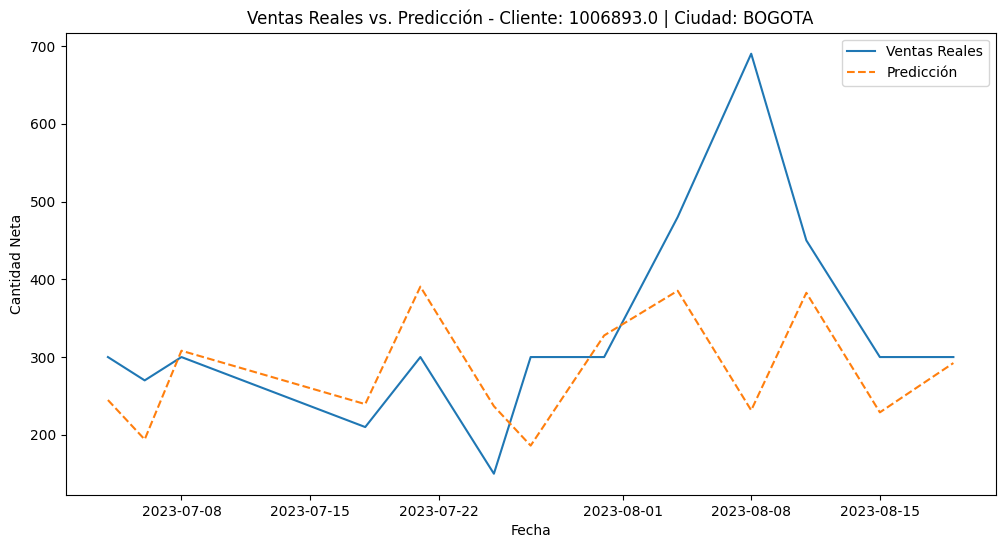 Ventas Reales vs. Predicción - Cliente: 1006893.0 | Ciudad: BOGOTA
Ventas Reales
Predicción
Cantidad Neta
700
600
500
400
300
200
2023-07-08
2023-07-15
2023-07-22
2023-08-01
2023-08-08
2023-08-15
Fecha